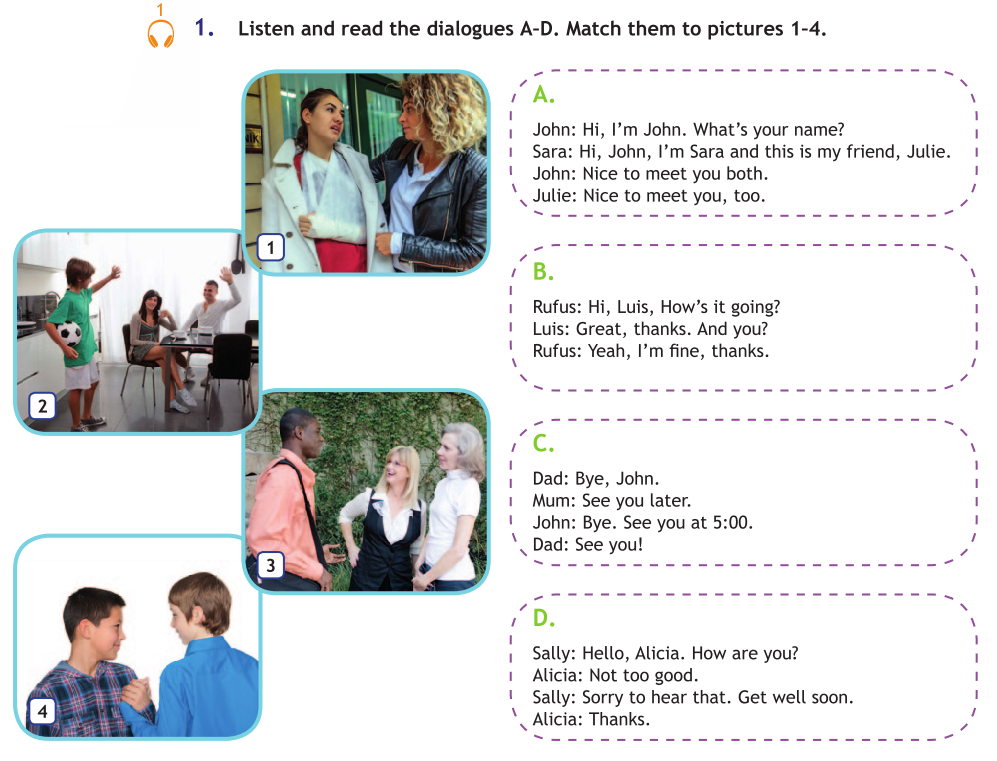 1
1. Listen and read the dialogues A–D. Match them to pictures 1–4.
1
2
3
4
A.
John: Hi, I'm John. What's your name?
Sara: Hi, John, I'm Sara and this is my friend, Julie.
John: Nice to meet you both.
Julie: Nice to meet you, too.
B.
Rufus: Hi, Luis, How's it going?
Luis: Great, thanks. And you?
Rufus: Yeah, I'm fine, thanks.
C.
Dad: Bye, John.
Mum: See you later.
John: Bye. See you at 5:00.
Dad: See you!
D.
Sally: Hello, Alicia. How are you?
Alicia: Not too good.
Sally: Sorry to hear that. Get well soon.
Alicia: Thanks.